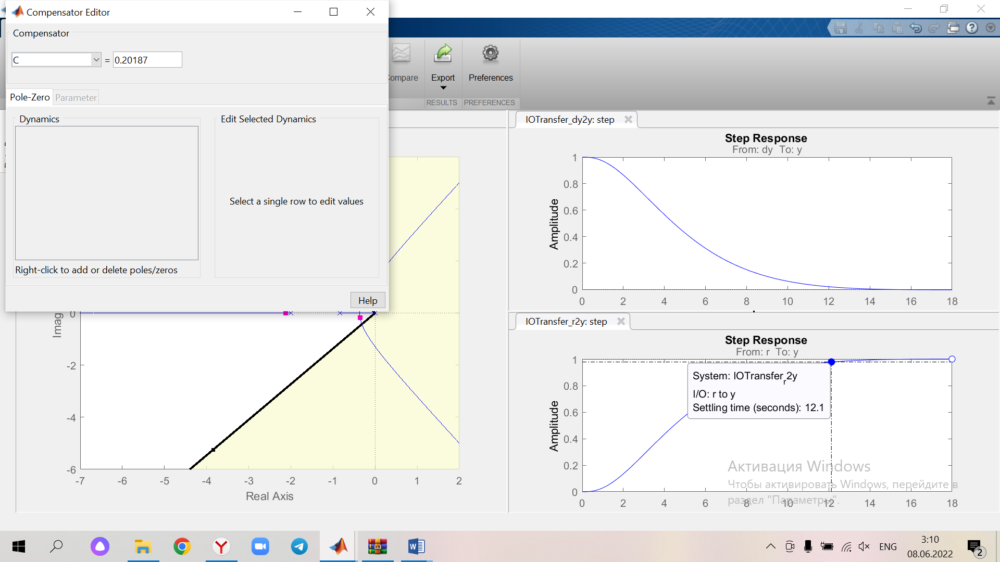 Compensator Editor
Compensator
C = 0.20187
Pole-Zero Parameter
Dynamics
Edit Selected Dynamics
Select a single row to edit values
Right-click to add or delete poles/zeros
Help
Export
Preferences
RESULTS PREFERENCES
0
-2
-4
-6
-7 -6 -5 -4 -3 -2 -1 0 1 2
Real Axis
IOTransfer_dy2y: step
Step Response
From: dy To: y
Amplitude
1
0.8
0.6
0.4
0.2
0
0 2 4 6 8 10 12 14 16 18
IOTransfer_r2y: step
Step Response
From: r To: y
Amplitude
1
0.8
0.6
0.4
0.2
0
0 2 4 6 8 10 12 14 16 18
System: IOTransfer_r2y
I/O: r to y
Settling time (seconds): 12.1
Активация Windows
Чтобы активировать Windows, перейдите в
раздел "Параметры".
ENG
3:10
08.06.2022
2